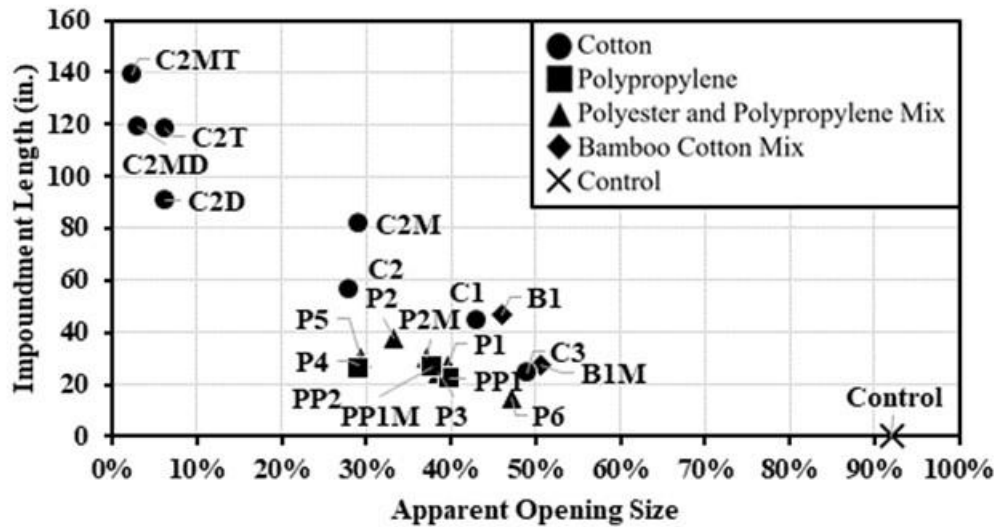 160
140
120
100
80
60
40
20
0
Impoundment Length (in.)
Cotton
Polypropylene
Polyester and Polypropylene Mix
Bamboo Cotton Mix
Control
C2MT
C2T
C2MD
C2D
C2M
C2
C1
B1
P2
P5
P2M
P1
C3
P4
PP1
B1M
PP2
PP1M
P3
P6
Control
0% 10% 20% 30% 40% 50% 60% 70% 80% 90% 100%
Apparent Opening Size